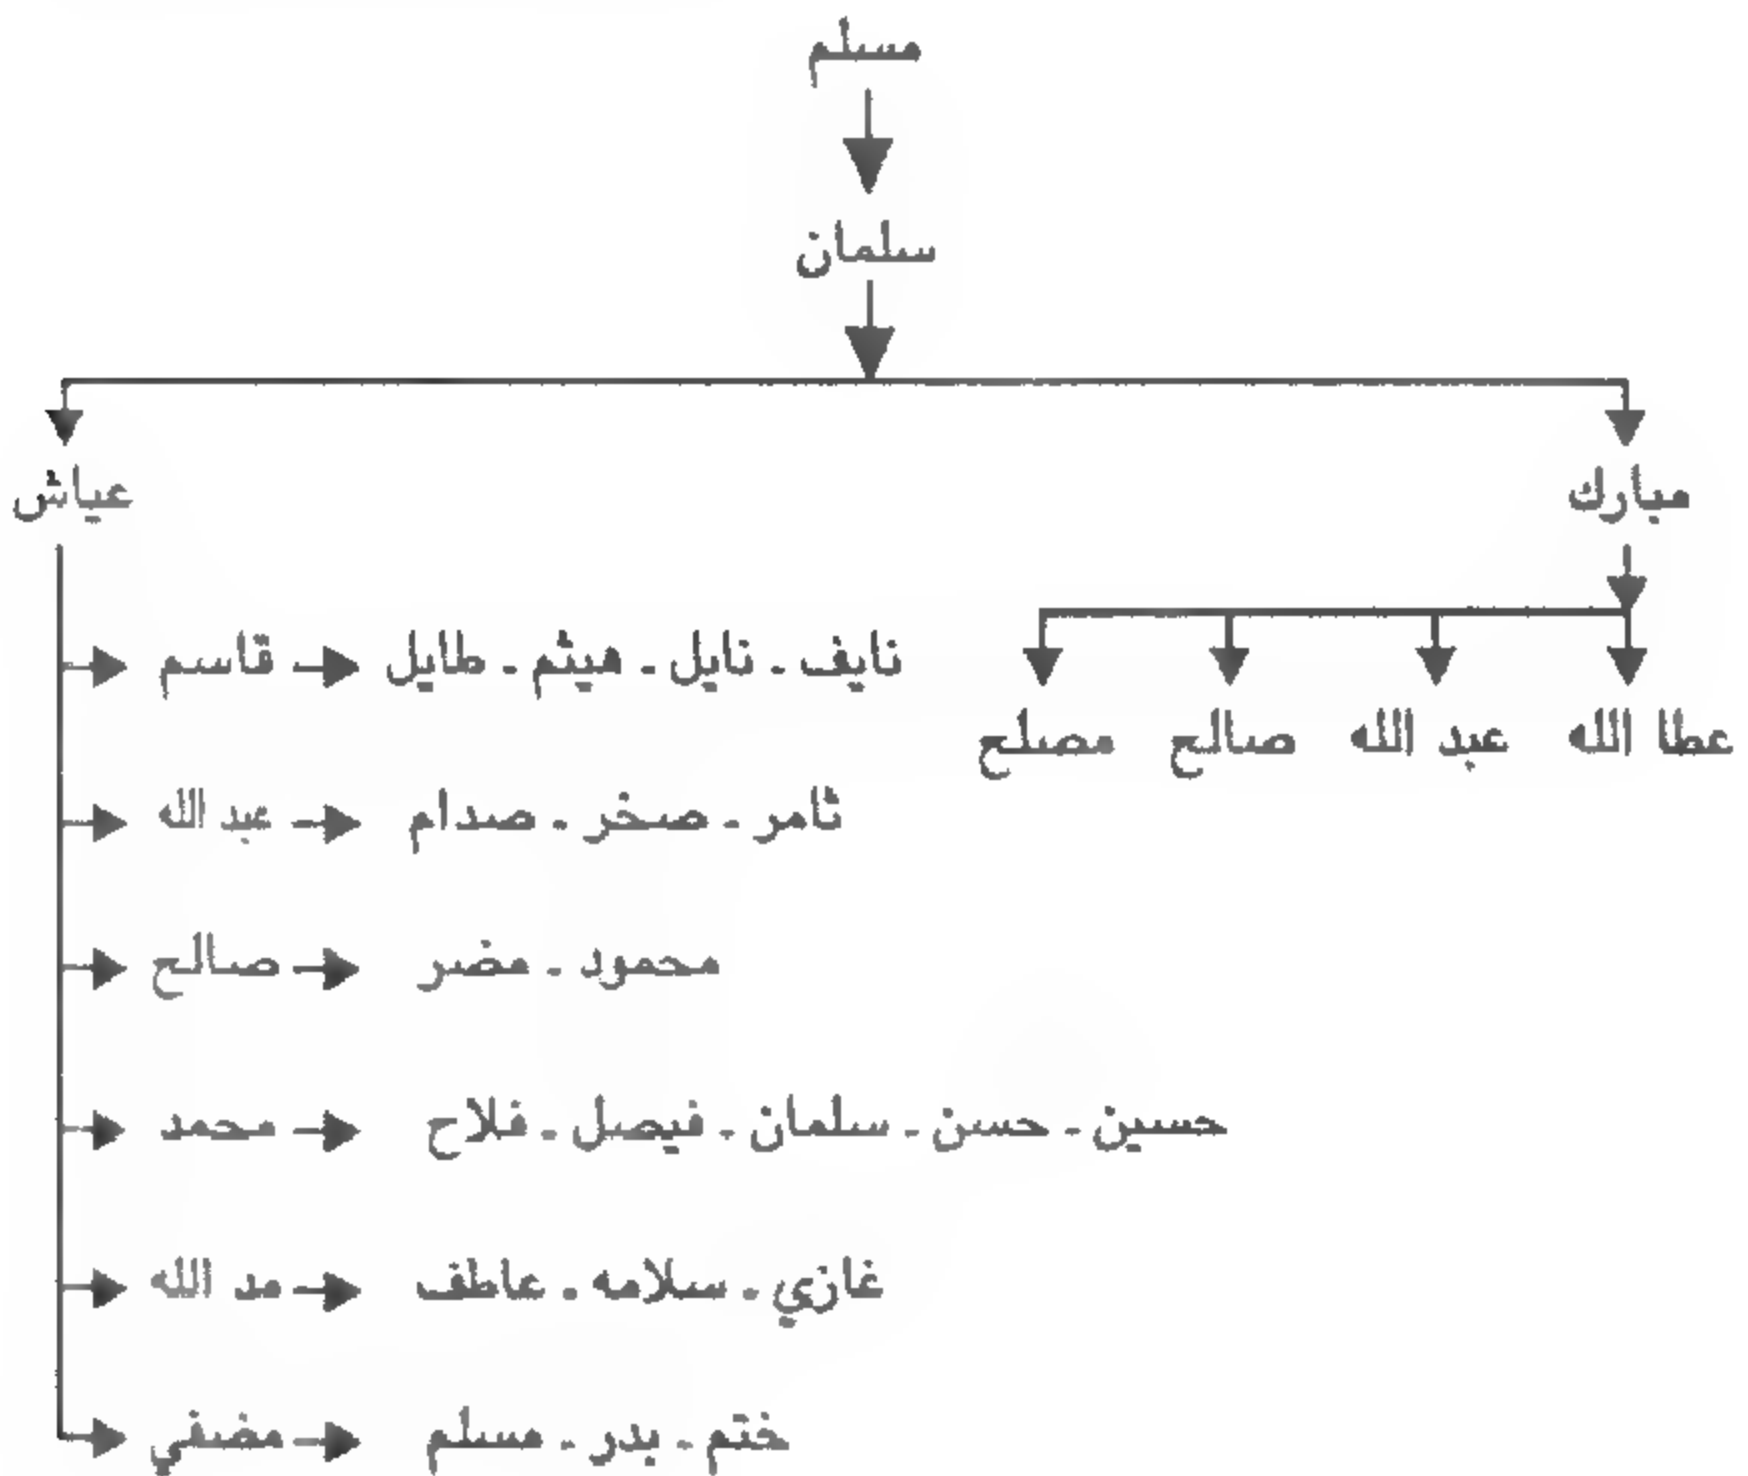 مسلم
سلمان
مبارك عياش
قاسم نايف - نايل - هيثم - طايل
عطا الله عبد الله صالح مصلح
عبد الله ثامر - صخر - صدام
صالح محمود - مضر
محمد حسين - حسن - سلمان - فيصل - فلاح
مد الله غازي - سلامه - عاطف
مضفي ختم - بدر - مسلم